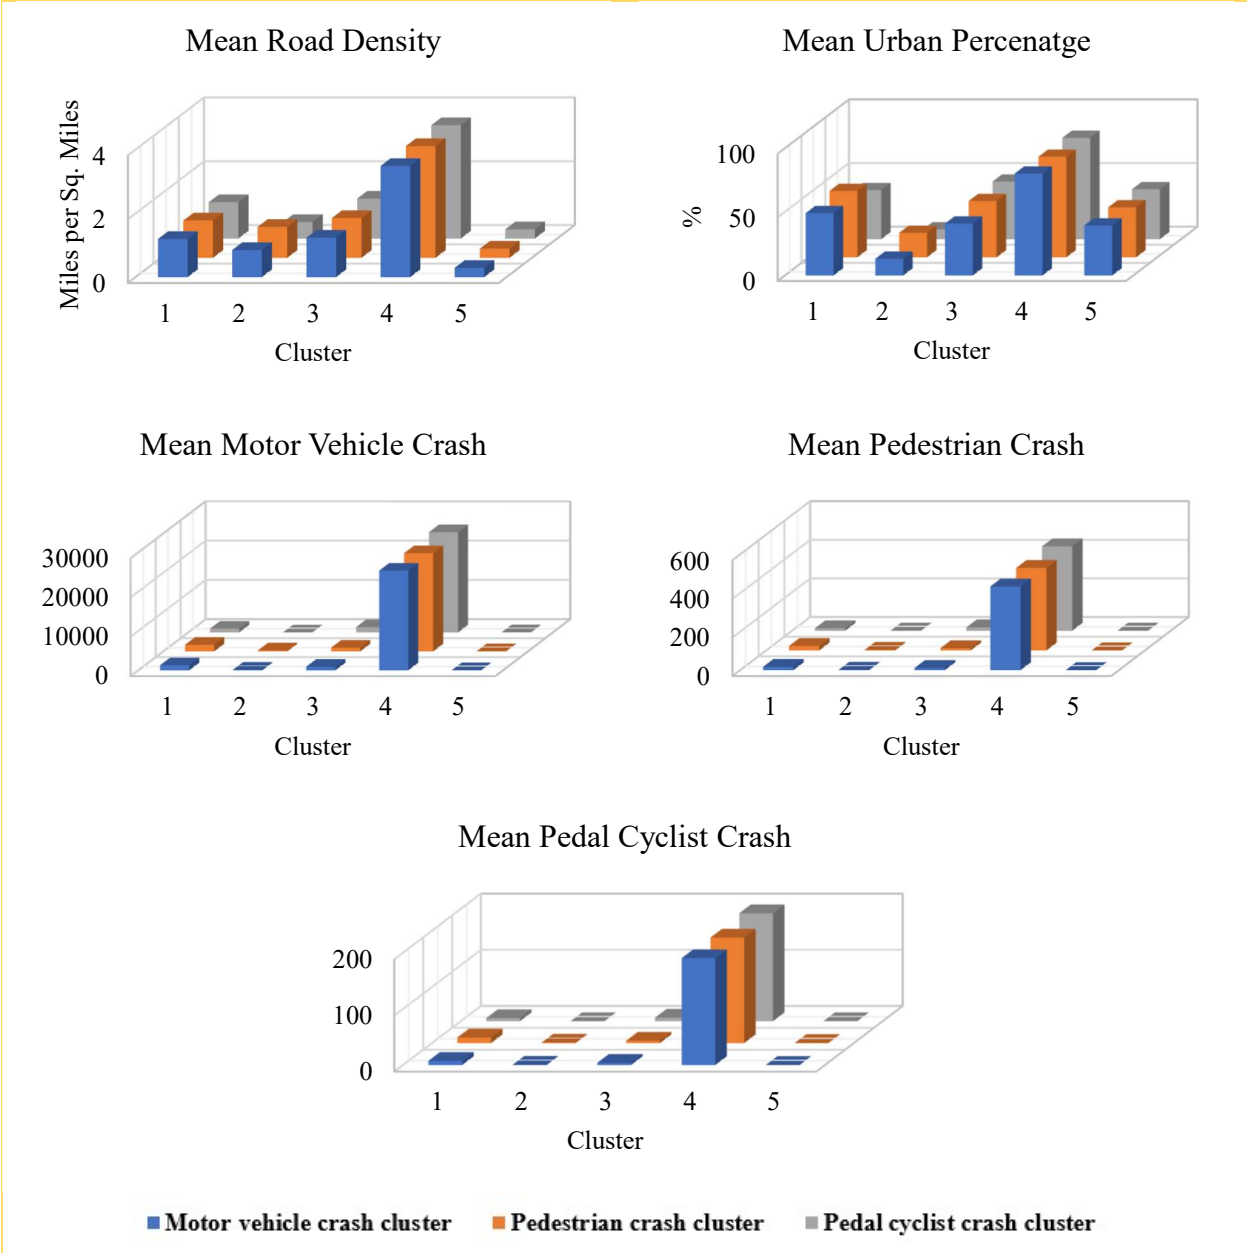 Mean Road Density
Miles per Sq. Miles
4
2
0
1 2 3 4 5
Cluster
Mean Urban Percenatge
%
100
50
0
1 2 3 4 5
Cluster
Mean Motor Vehicle Crash
30000
20000
10000
0
1 2 3 4 5
Cluster
Mean Pedestrian Crash
600
400
200
0
1 2 3 4 5
Cluster
Mean Pedal Cyclist Crash
200
100
0
1 2 3 4 5
Cluster
Motor vehicle crash cluster Pedestrian crash cluster Pedal cyclist crash cluster